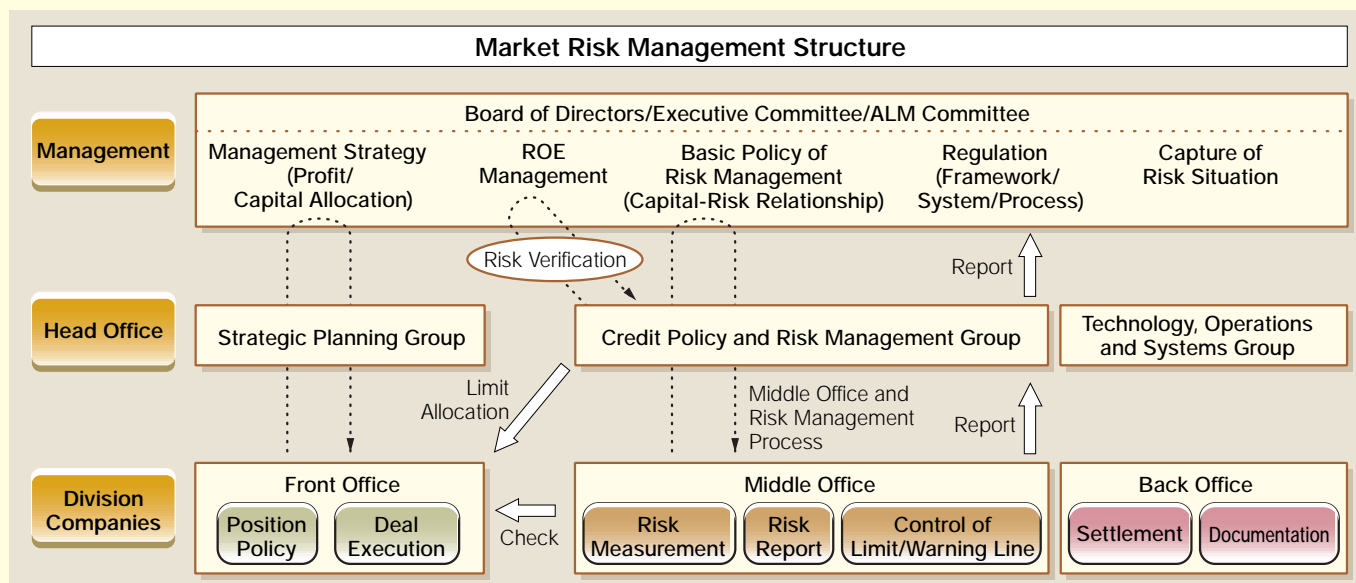 Market Risk Management Structure
Management
Board of Directors/Executive Committee/ALM Committee
Management Strategy
(Profit/
Capital Allocation)
ROE
Management
Basic Policy of
Risk Management
(Capital-Risk Relationship)
Regulation
(Framework/
System/Process)
Capture of
Risk Situation
Risk Verification
Report
Head Office
Strategic Planning Group
Credit Policy and Risk Management Group
Technology, Operations
and Systems Group
Limit
Allocation
Middle Office and
Risk Management
Process
Report
Division
Companies
Front Office
Position
Policy
Deal
Execution
Check
Middle Office
Risk
Measurement
Risk
Report
Control of
Limit/Warning Line
Back Office
Settlement
Documentation